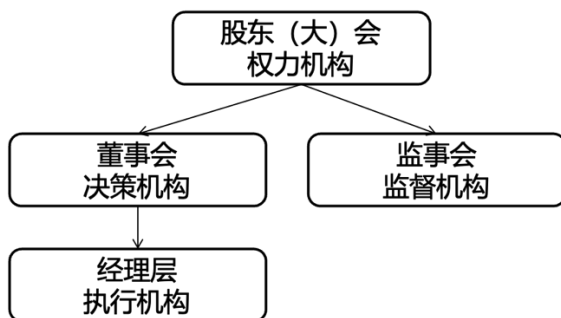 股东（大）会
权力机构
董事会
决策机构
监事会
监督机构
经理层
执行机构